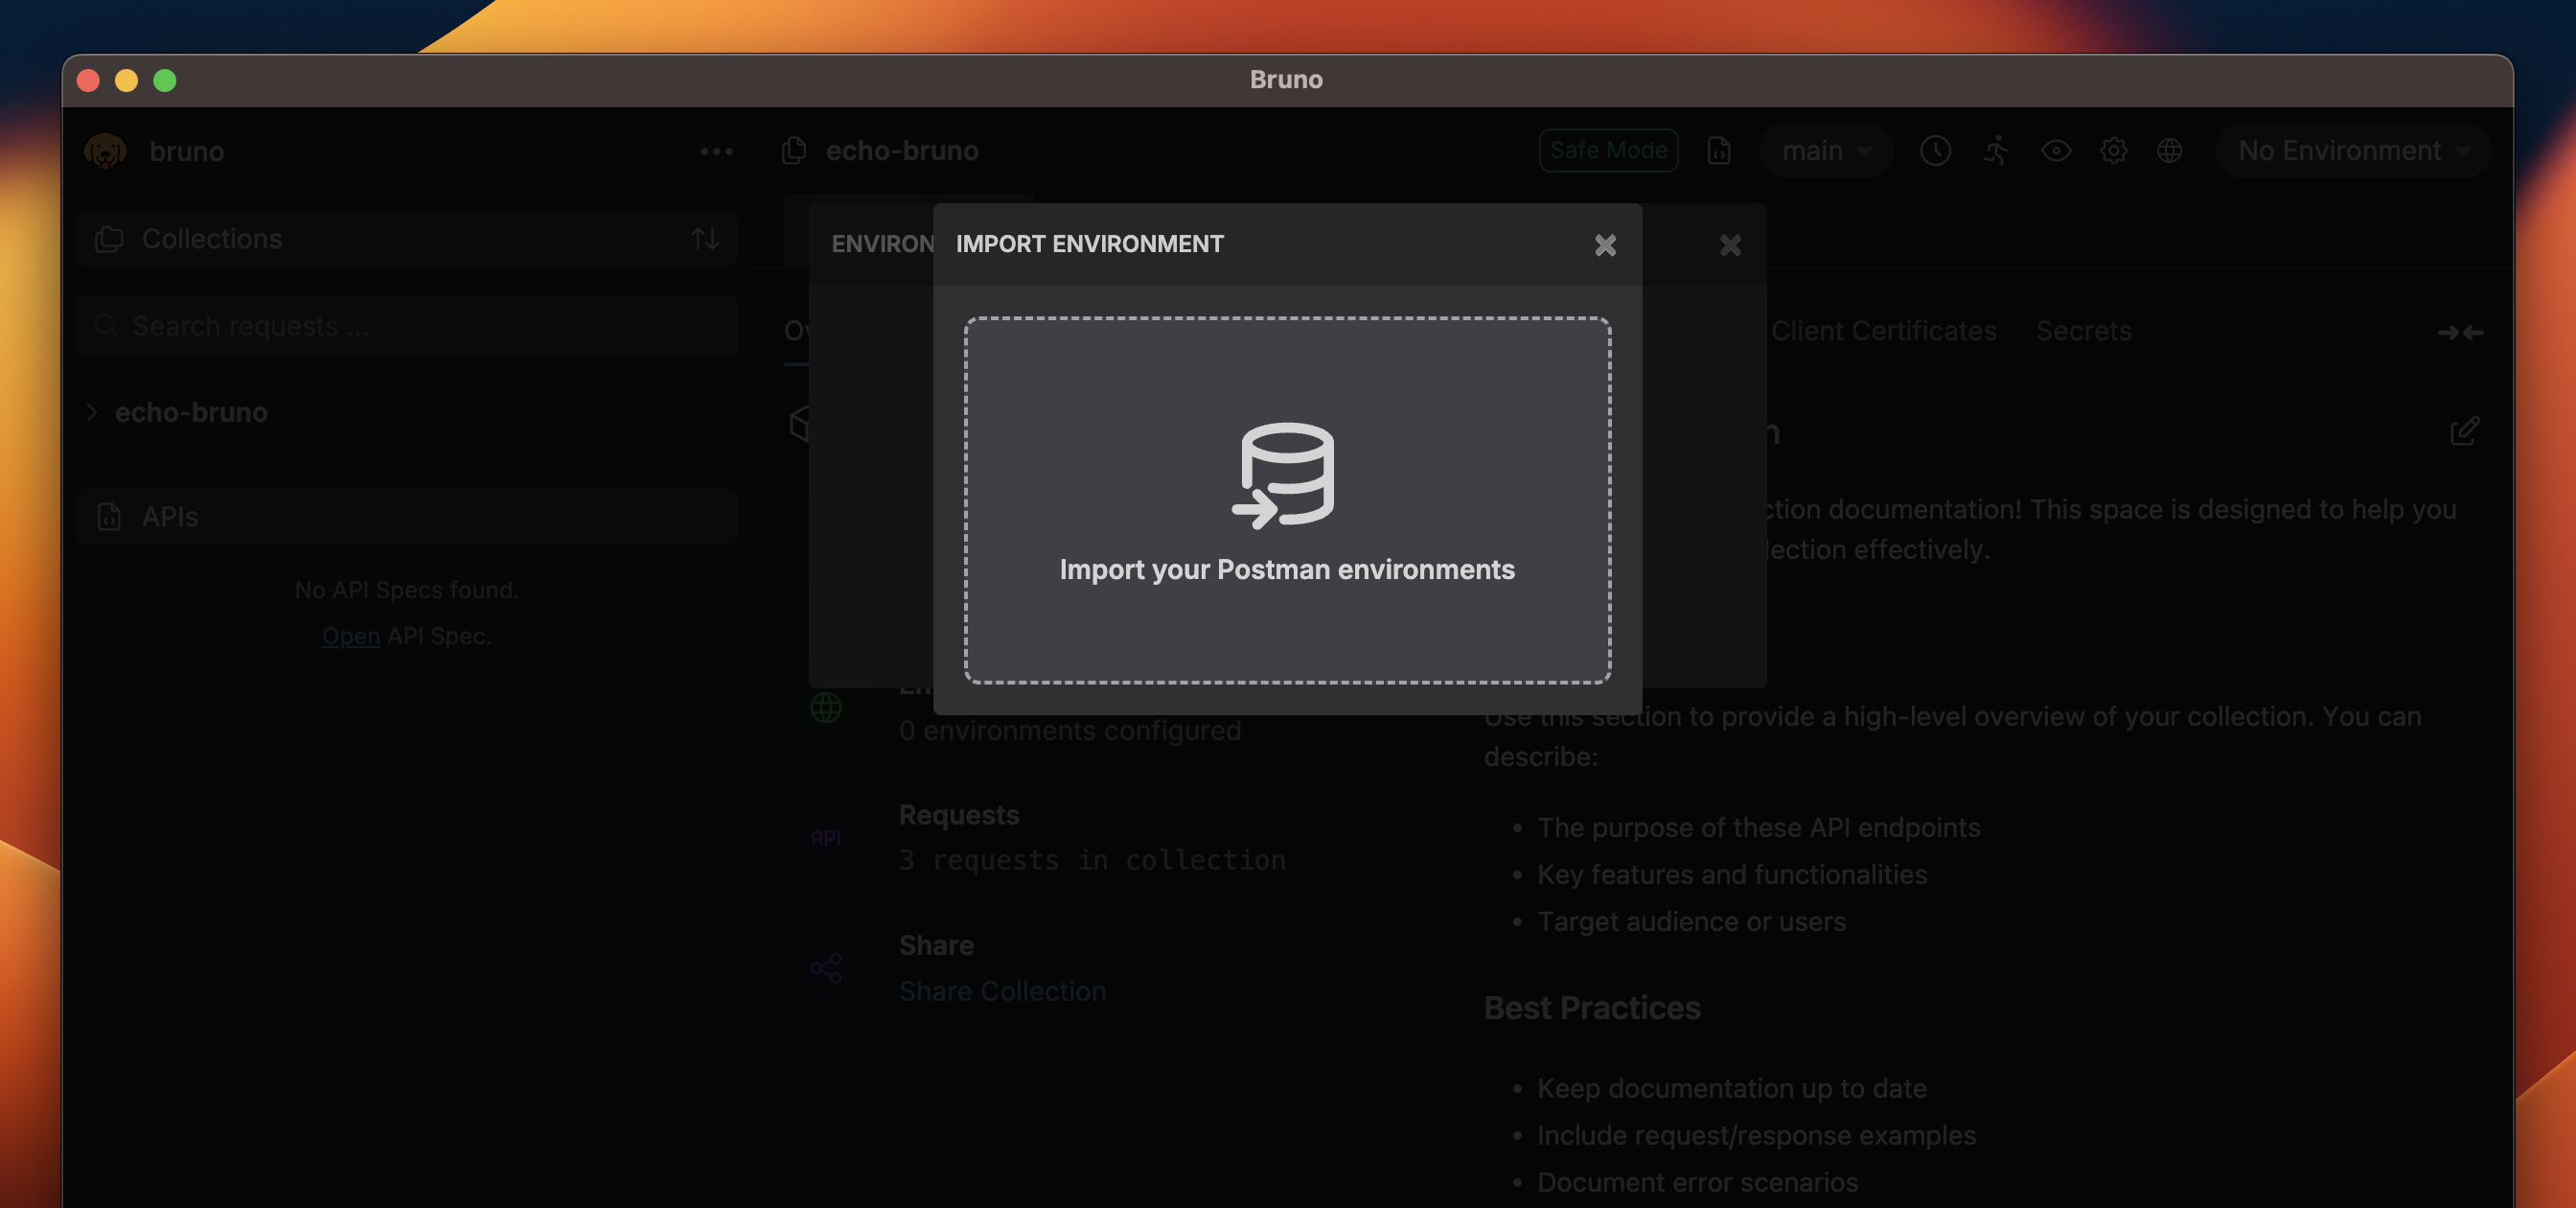 Bruno
bruno
echo-bruno
Safe Mode
main
No Environment
Collections
Search requests ...
echo-bruno
APIs
No API Specs found.
Open API Spec.
ENVIRON
IMPORT ENVIRONMENT
Import your Postman environments
Client Certificates
Secrets
ction documentation! This space is designed to help you
lection effectively.
0 environments configured
API
Requests
3 requests in collection
Share
Share Collection
Use this section to provide a high-level overview of your collection. You can
describe:
• The purpose of these API endpoints
• Key features and functionalities
• Target audience or users
Best Practices
• Keep documentation up to date
• Include request/response examples
• Document error scenarios